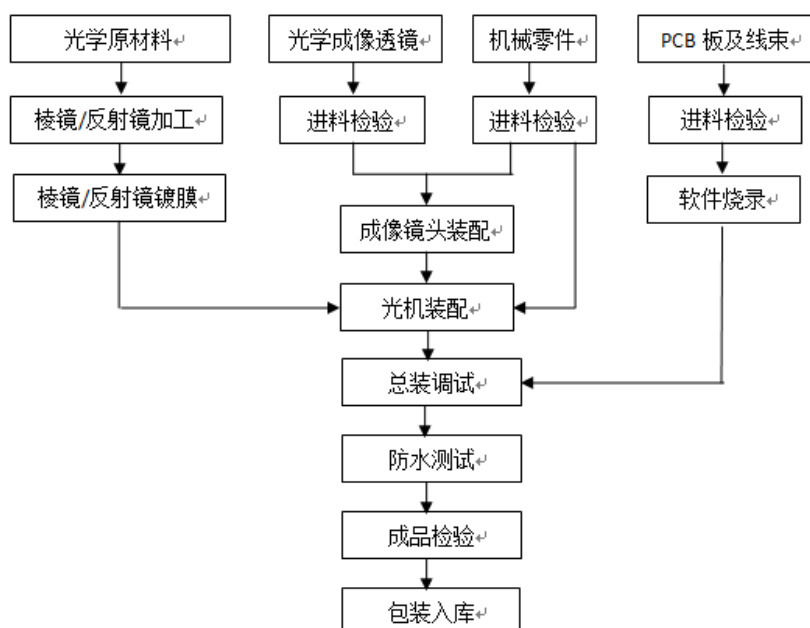 光学原材料
光学成像透镜
机械零件
PCB 板及线束
棱镜/反射镜加工
进料检验
进料检验
进料检验
棱镜/反射镜镀膜
软件烧录
成像镜头装配
光机装配
总装调试
防水测试
成品检验
包装入库